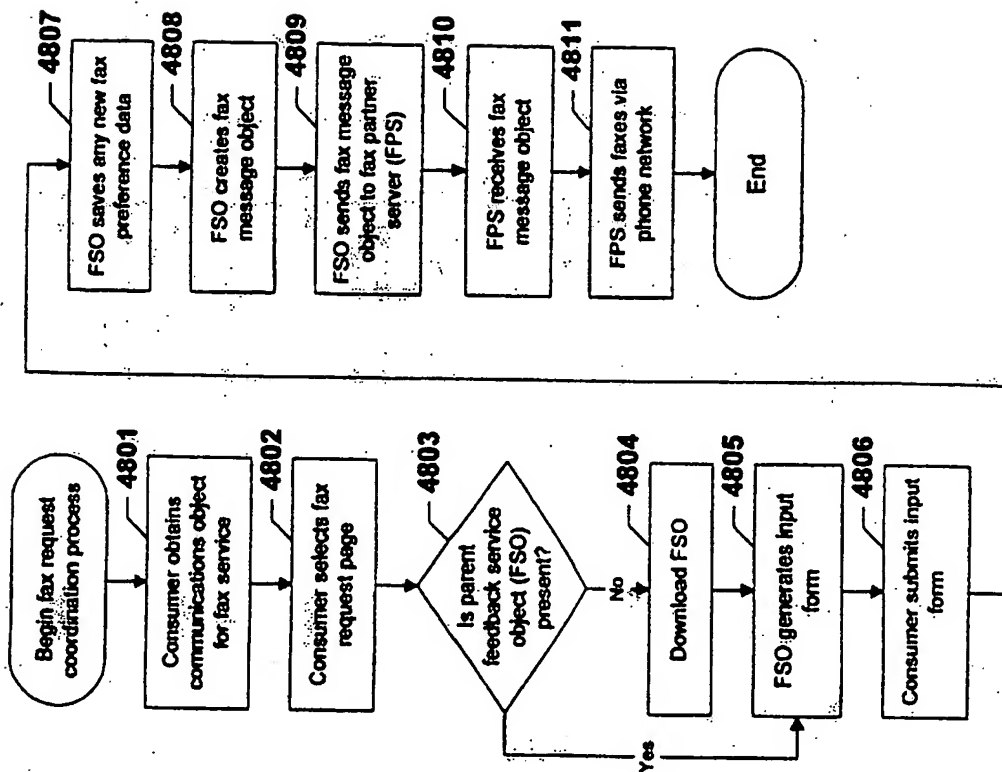 Begin fax request
coordination process
4801
Consumer obtains
communications object
for fax service
4802
Consumer selects fax
request page
4803
Is parent
feedback service
object (FSO)
present?
No
Yes
4804
Download FSO
4805
FSO generates input
form
4806
Consumer submits input
form
4807
FSO saves any new fax
preference data
4808
FSO creates fax
message object
4809
FSO sends fax message
object to fax partner
server (FPS)
4810
FPS receives fax
message object
4811
FPS sends faxes via
phone network
End